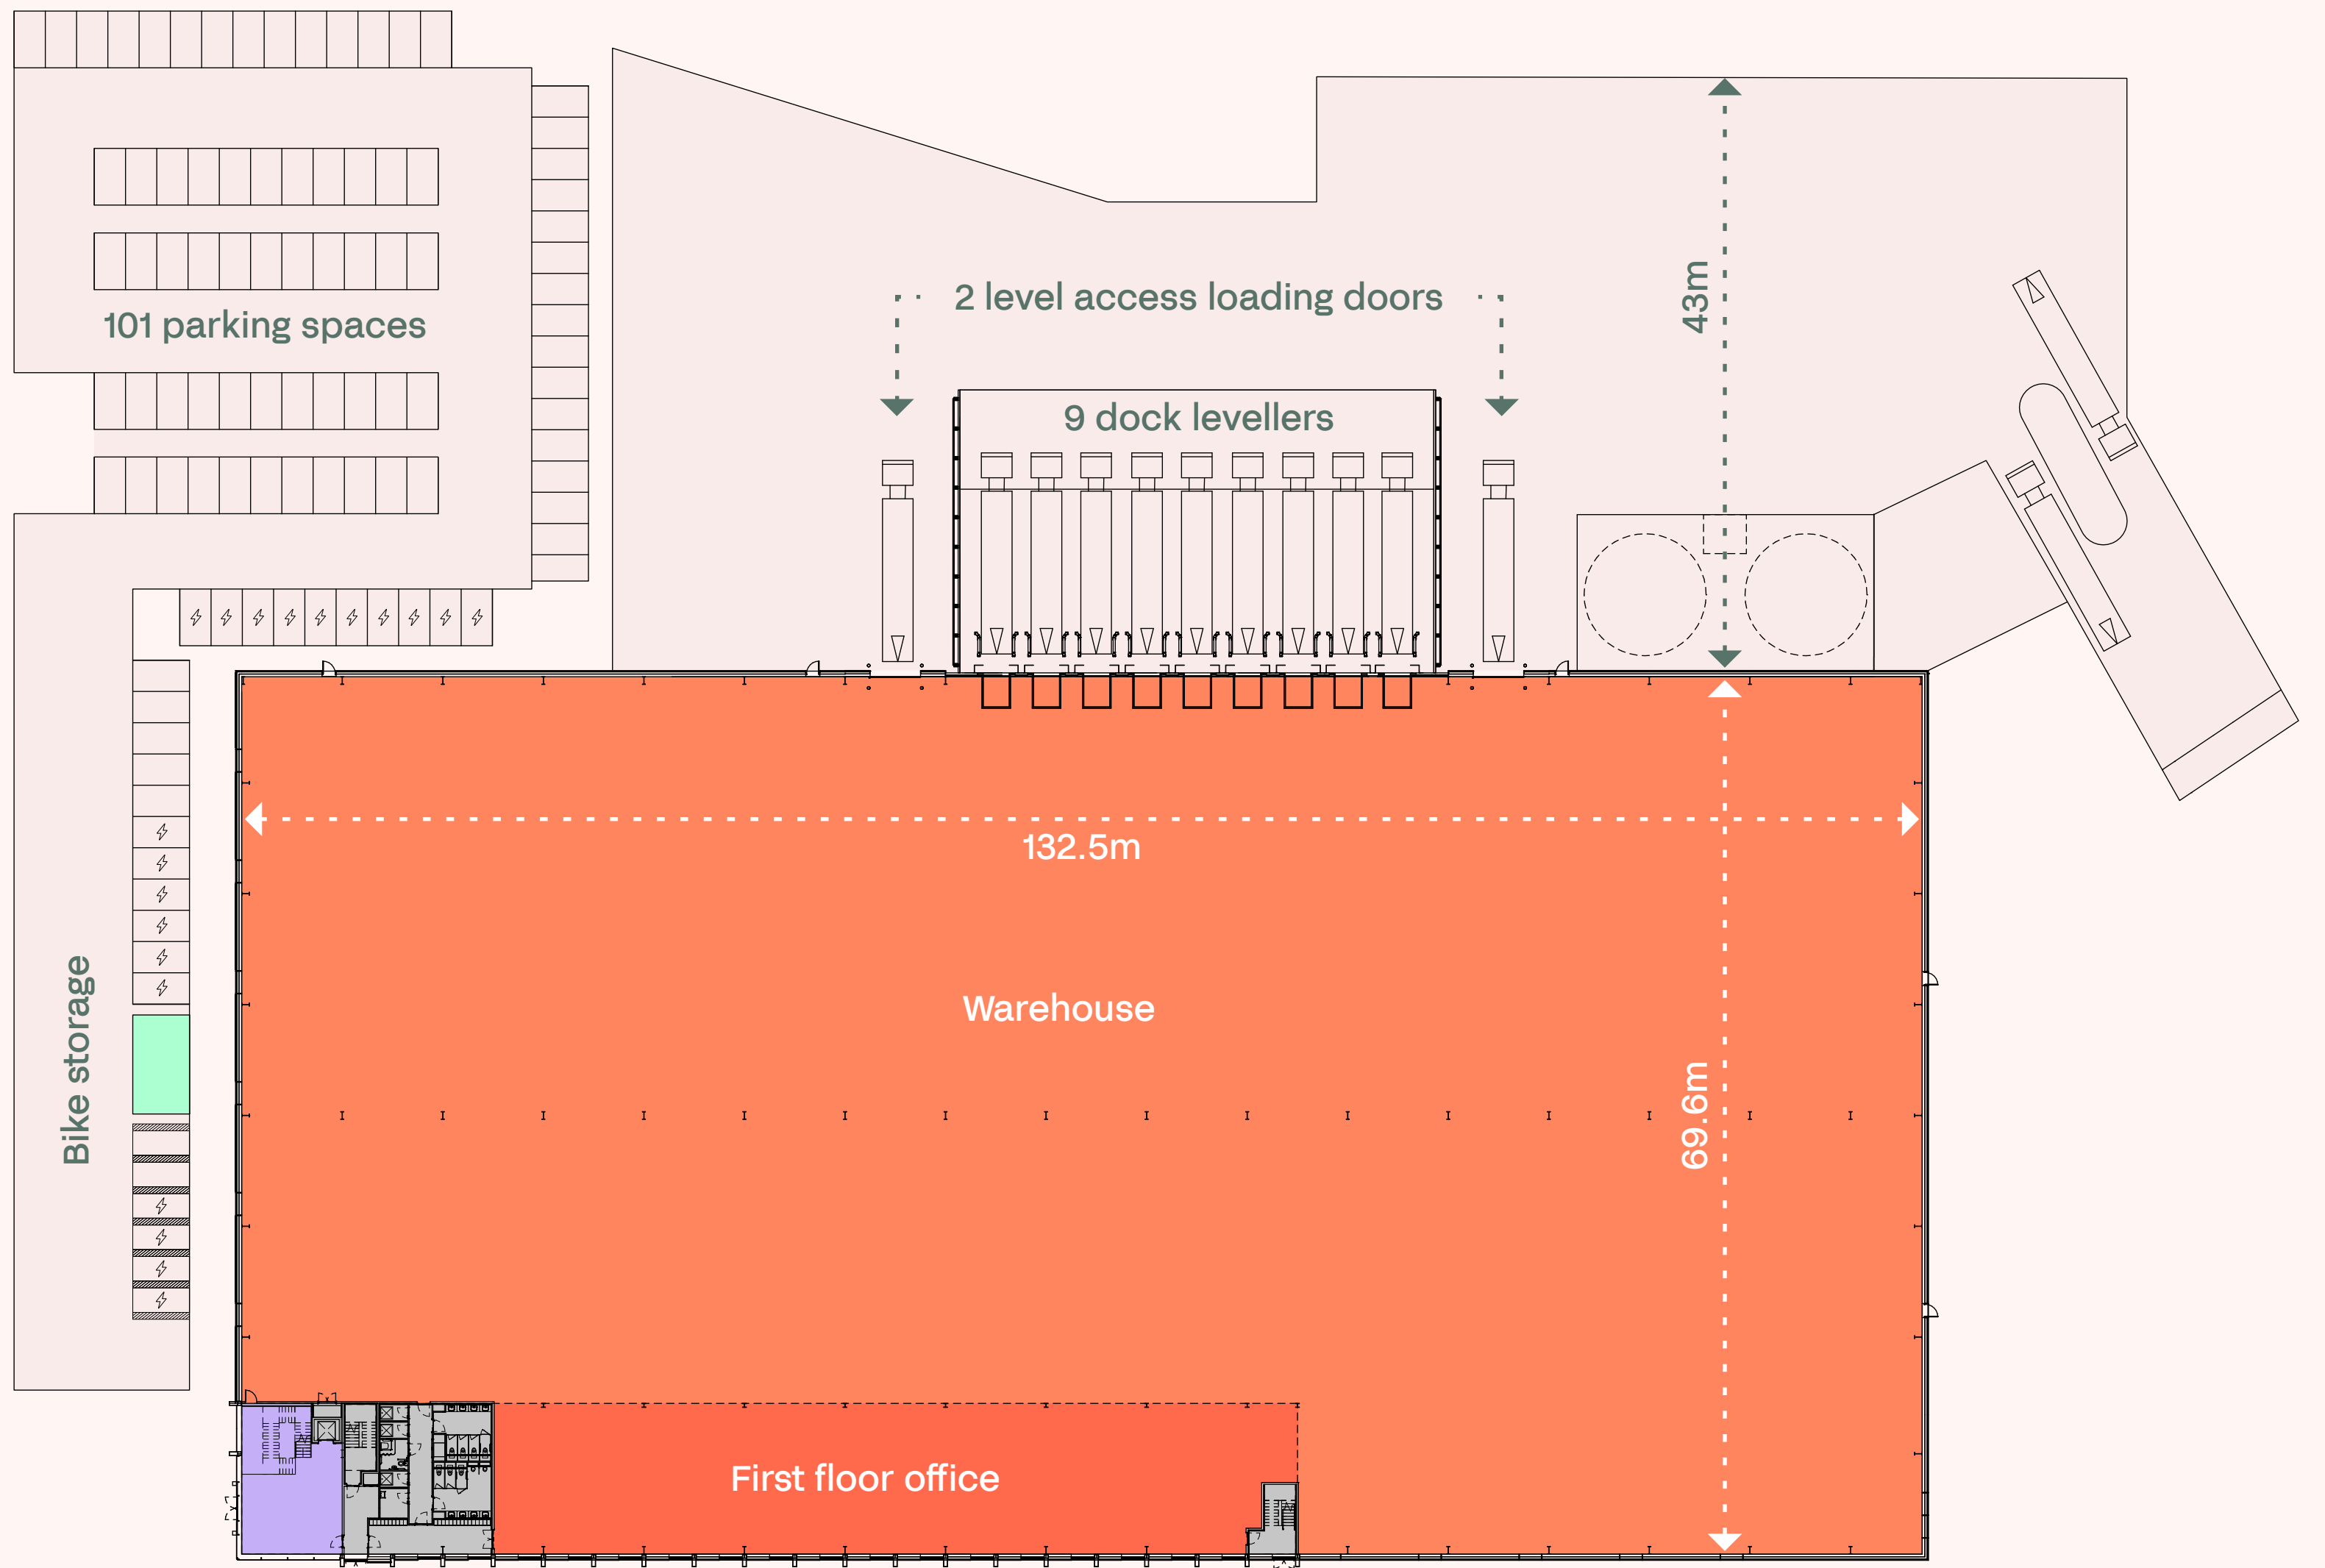 43m
2 level access loading doors
101 parking spaces
9 dock levellers
132.5m
Warehouse
Bike storage
69.6m
First floor office